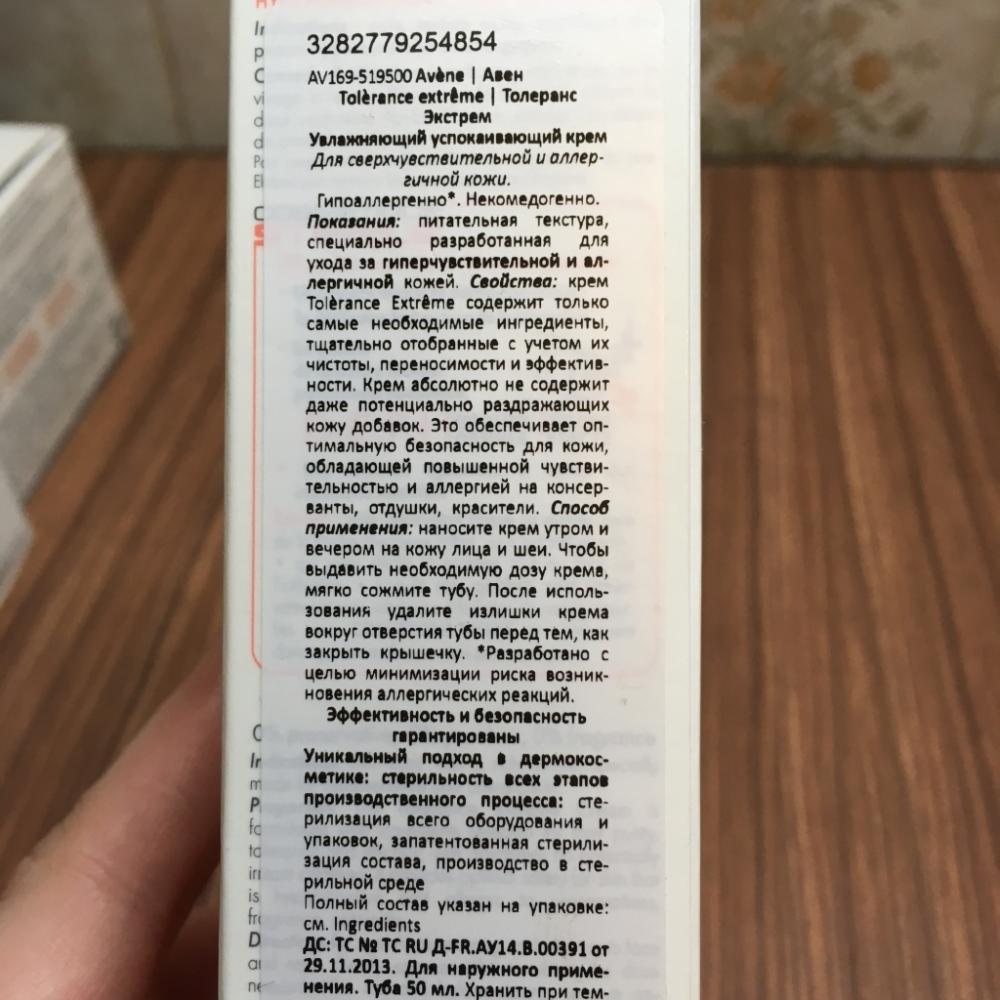 3282779254854
AV169-519500 Avène | Авен
Tolèrance extrême | Толеранс
Экстрем
Увлажняющий успокаивающий крем
Для сверхчувствительной и аллер-
гичной кожи.
Гипоаллергенно*. Некомедогенно.
Показания: питательная текстура,
специально разработанная для
ухода за гиперчувствительной и ал-
лергичной кожей. Свойства: крем
Tolèrance Extrême содержит только
самые необходимые ингредиенты,
тщательно отобранные с учетом их
чистоты, переносимости и эффектив-
ности. Крем абсолютно не содержит
даже потенциально раздражающих
кожу добавок. Это обеспечивает оп-
тимальную безопасность для кожи,
обладающей повышенной чувстви-
тельностью и аллергией на консер-
ванты, отдушки, красители. Способ
применения: наносите крем утром и
вечером на кожу лица и шеи. Чтобы
выдавить необходимую дозу крема,
мягко сожмите тубу. После исполь-
зования удалите излишки крема
вокруг отверстия тубы перед тем, как
закрыть крышечку. *Разработано с
целью минимизации риска возник-
новения аллергических реакций.
Эффективность и безопасность
гарантированы
Уникальный подход в дермокос-
метике: стерильность всех этапов
производственного процесса: сте-
рилизация всего оборудования и
упаковок, запатентованная стерили-
зация состава, производство в сте-
рильной среде
Полный состав указан на упаковке:
см. Ingredients
ДС: ТС № ТС RU Д-FR.АУ14.В.00391 от
29.11.2013. Для наружного приме-
нения. Туба 50 мл. Хранить при тем-